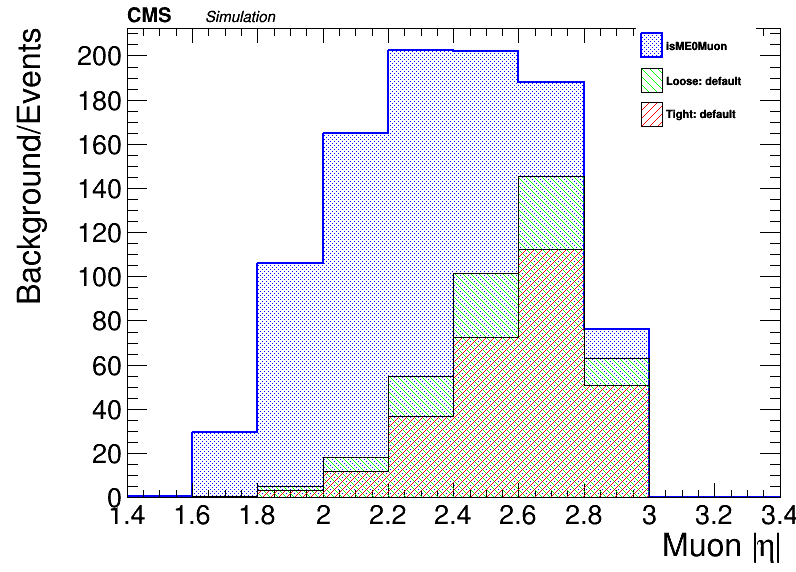 CMS Simulation
Background/Events
200
180
160
140
120
100
80
60
40
20
0
isME0Muon
Loose: default
Tight: default
1.4 1.6 1.8 2 2.2 2.4 2.6 2.8 3 3.2 3.4
Muon |η|